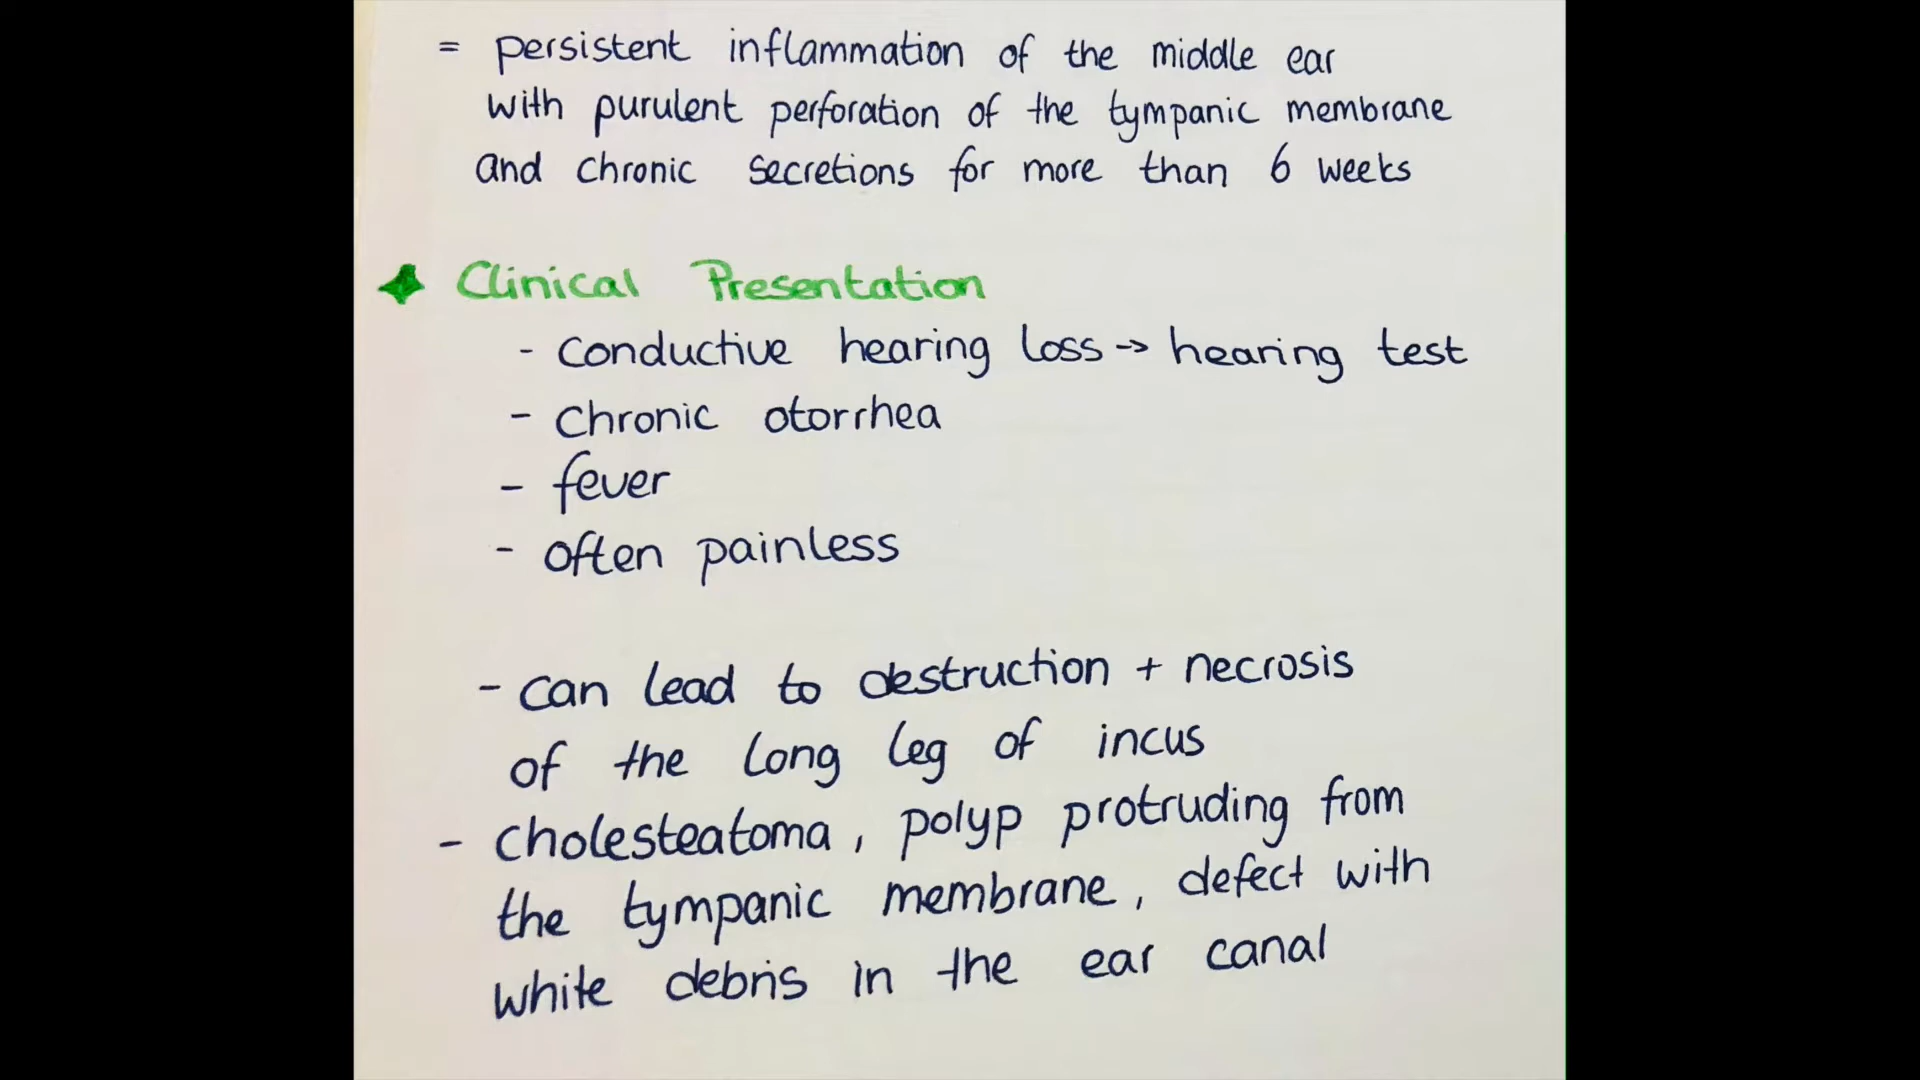 = persistent inflammation of the middle ear
with purulent perforation of the tympanic membrane
and chronic secretions for more than 6 weeks
Clinical Presentation
- conductive hearing loss → hearing test
- chronic otorrhea
- fever
- often painless
- can lead to destruction + necrosis
of the long leg of incus
- cholesteatoma, polyp protruding from
the tympanic membrane, defect with
white debris in the ear canal